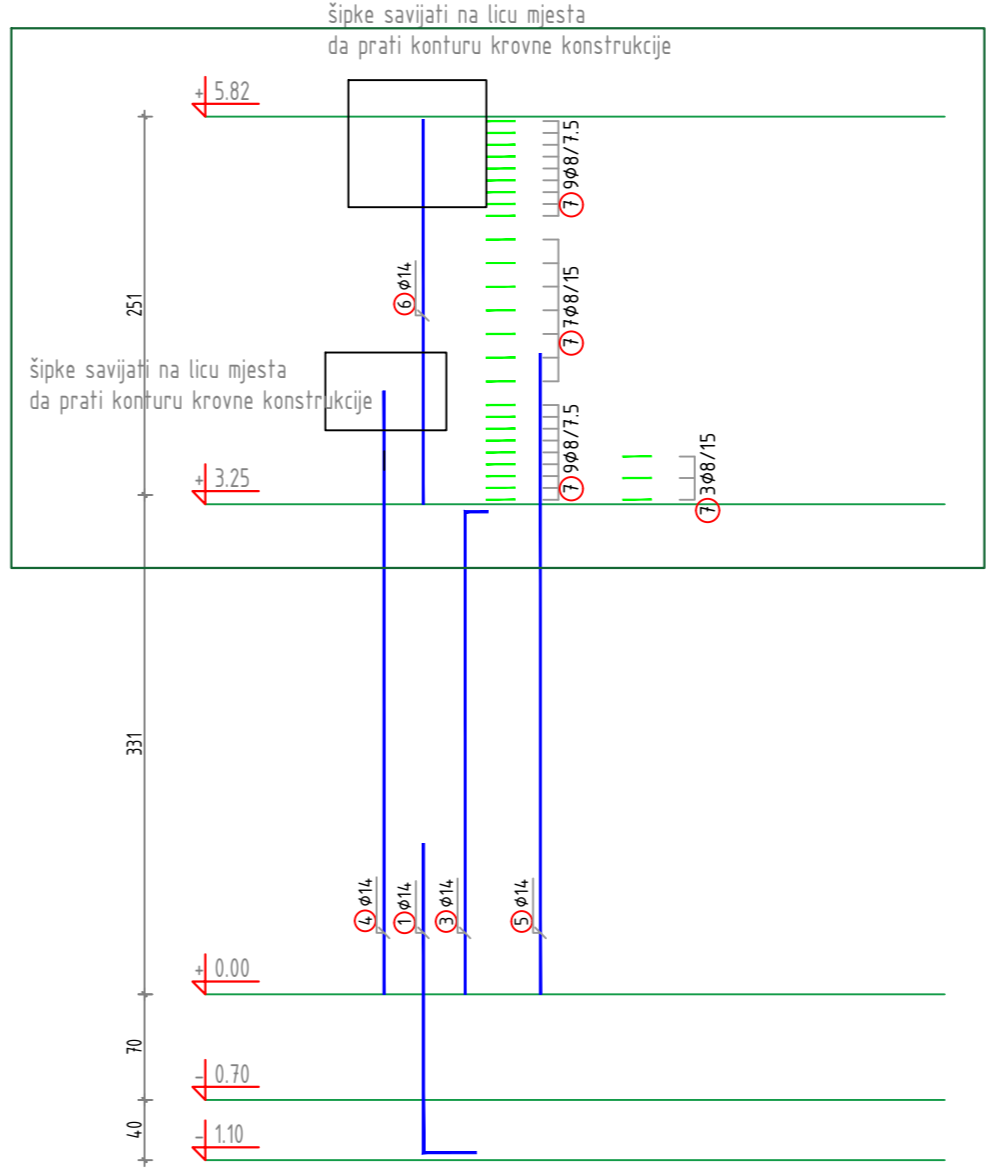 šipke savijati na licu mjesta
da prati konturu krovne konstrukcije
+ 5.82
7 9ϕ8/7.5
251
6 ϕ14
7 7ϕ8/15
šipke savijati na licu mjesta
da prati konturu krovne konstrukcije
7 9ϕ8/7.5
7 3ϕ8/15
+ 3.25
331
4 ϕ14
1 ϕ14
3 ϕ14
5 ϕ14
+ 0.00
70
- 0.70
40
- 1.10